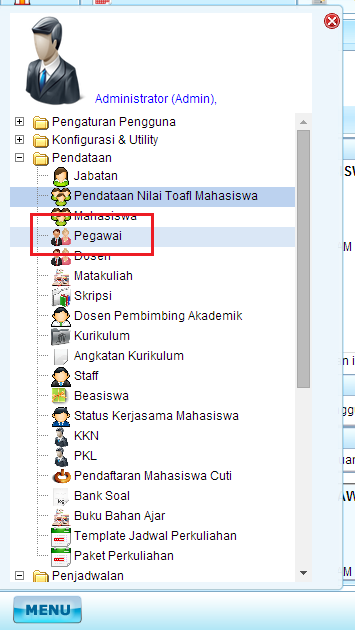 Administrator (Admin),
Pengaturan Pengguna
Konfigurasi & Utility
Pendataan
Jabatan
Pendataan Nilai Toafl Mahasiswa
Mahasiswa
Pegawai
Dosen
Matakuliah
Skripsi
Dosen Pembimbing Akademik
Kurikulum
Angkatan Kurikulum
Staff
Beasiswa
Status Kerjasama Mahasiswa
KKN
PKL
Pendaftaran Mahasiswa Cuti
Bank Soal
Buku Bahan Ajar
Template Jadwal Perkuliahan
Paket Perkuliahan
Penjadwalan
MENU